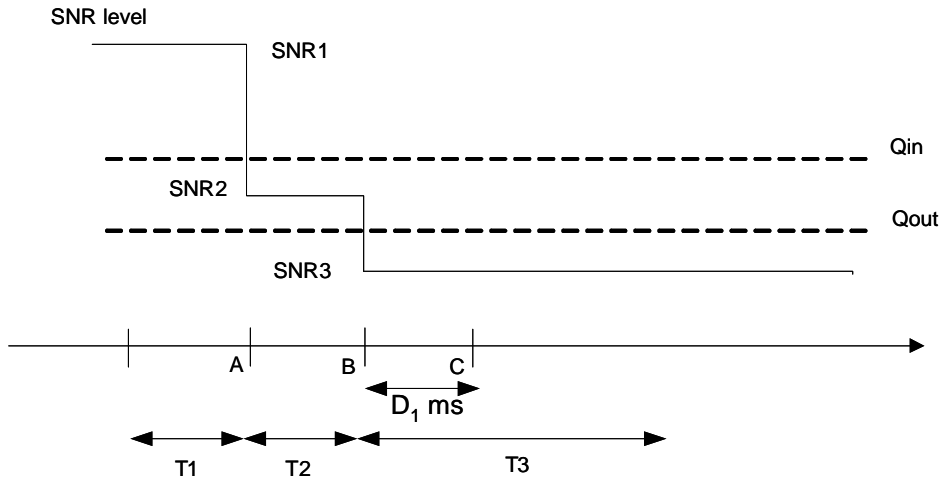 SNR level
SNR1
Qin
SNR2
Qout
SNR3
A
B
C
D₁ ms
T1
T2
T3